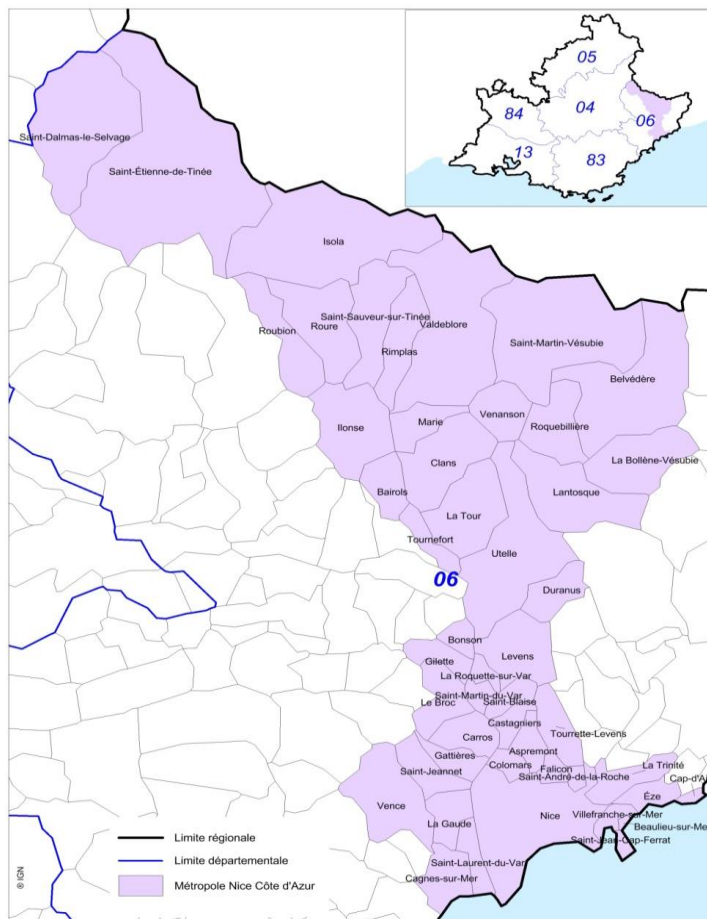 05
04
84
06
13
83
Saint-Dalmas-le-Selvage
Saint-Étienne-de-Tinée
Isola
Saint-Sauveur-sur-Tinée
Roubion
Roure
Valdeblore
Rimplas
Saint-Martin-Vésubie
Belvédère
Marie
Venanson
Ilonse
Roquebillière
Clans
La Bollène-Vésubie
Bairols
Lantosque
La Tour
Tournefort
Utelle
06
Duranus
Bonson
Levens
Gilette
La Roquette-sur-Var
Saint-Martin-du-Var
Le Broc
Saint-Blaise
Castagniers
Tourrette-Levens
Carros
Aspremont
Gattières
Colomars
Falicon
La Trinité
Saint-Jeannet
Saint-André-de-la-Roche
Cap-d'A
Èze
Vence
Villefranche-sur-Mer
La Gaude
Nice
Beaulieu-sur-Me
Saint-Jean-Cap-Ferrat
Saint-Laurent-du-Var
Cagnes-sur-Mer
Limite régionale
Limite départementale
Métropole Nice Côte d'Azur
® IGN